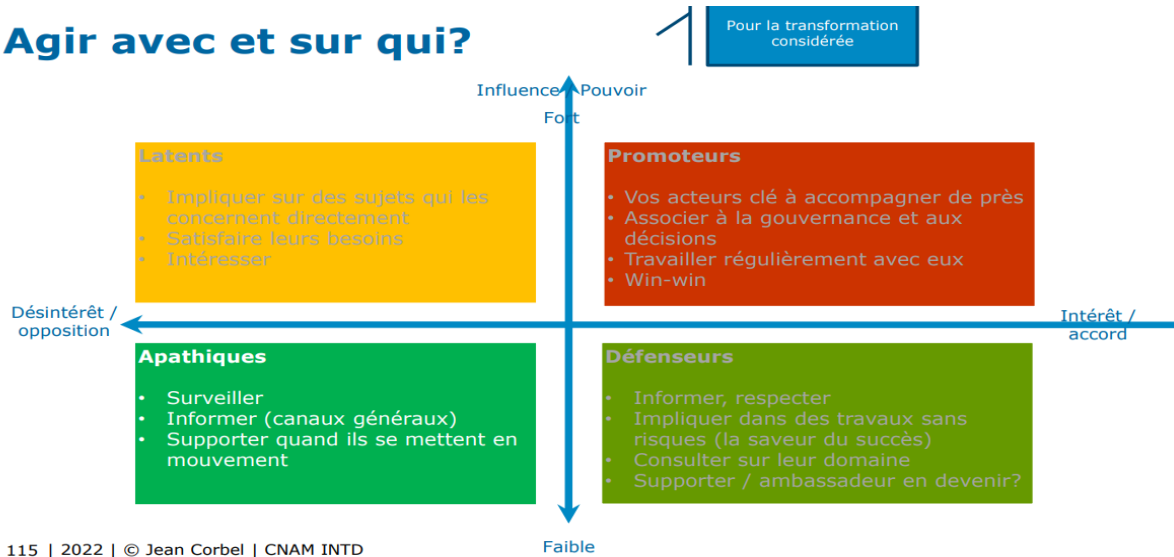 Agir avec et sur qui?
Pour la transformation
considérée
Influence Pouvoir
Fort
Latents
• Impliquer sur des sujets qui les
concernent directement
• Satisfaire leurs besoins
• Intéresser
Promoteurs
• Vos acteurs clé à accompagner de près
• Associer à la gouvernance et aux
décisions
• Travailler régulièrement avec eux
• Win-win
Désintérêt /
opposition
Intérêt /
accord
Apathiques
• Surveiller
• Informer (canaux généraux)
• Supporter quand ils se mettent en
mouvement
Défenseurs
• Informer, respecter
• Impliquer dans des travaux sans
risques (la saveur du succès)
• Consulter sur leur domaine
• Supporter / ambassadeur en devenir?
Faible
115 | 2022 | © Jean Corbel | CNAM INTD